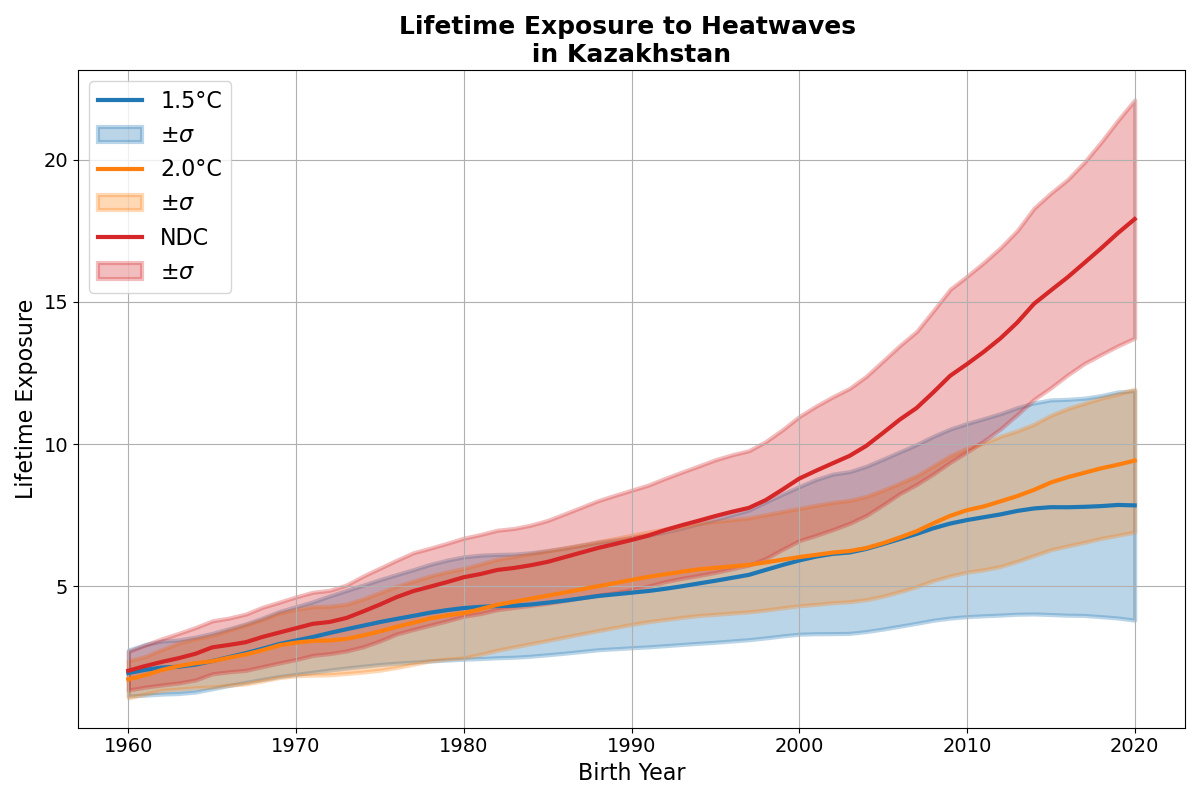 Lifetime Exposure to Heatwaves
in Kazakhstan
1.5°C
±σ
2.0°C
±σ
NDC
±σ
Lifetime Exposure
20
15
10
5
1960 1970 1980 1990 2000 2010 2020
Birth Year